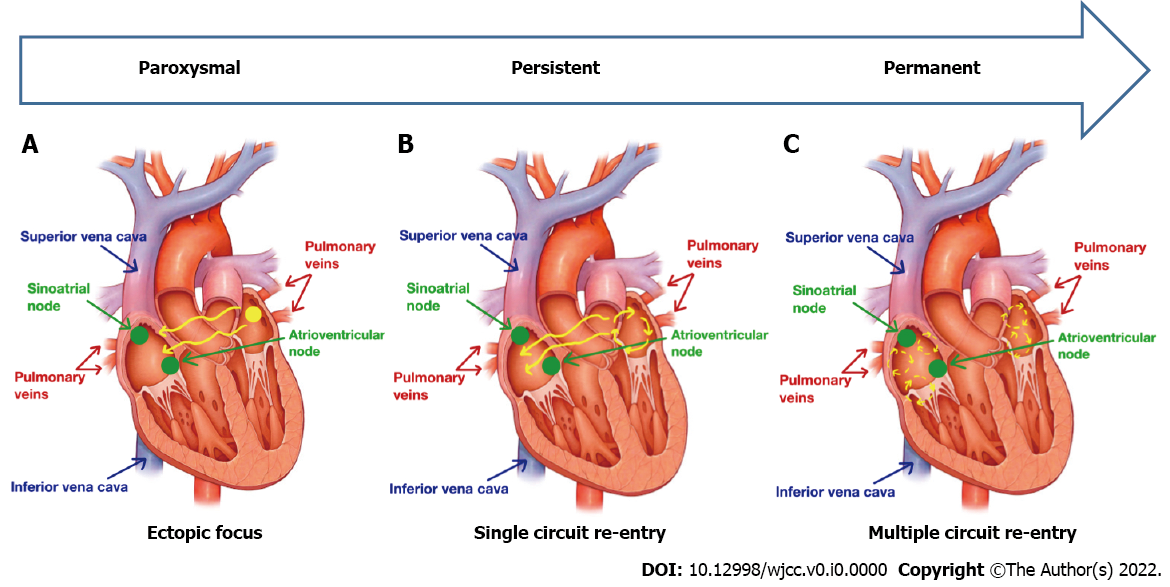 Paroxysmal
Persistent
Permanent
A
Superior vena cava
Sinoatrial
node
Pulmonary
veins
Atrioventricular
node
Pulmonary
veins
Inferior vena cava
Ectopic focus
B
Superior vena cava
Sinoatrial
node
Pulmonary
veins
Atrioventricular
node
Pulmonary
veins
Inferior vena cava
Single circuit re-entry
C
Superior vena cava
Sinoatrial
node
Pulmonary
veins
Atrioventricular
node
Pulmonary
veins
Inferior vena cava
Multiple circuit re-entry
DOI: 10.12998/wjcc.v0.i0.0000 Copyright ©The Author(s) 2022.